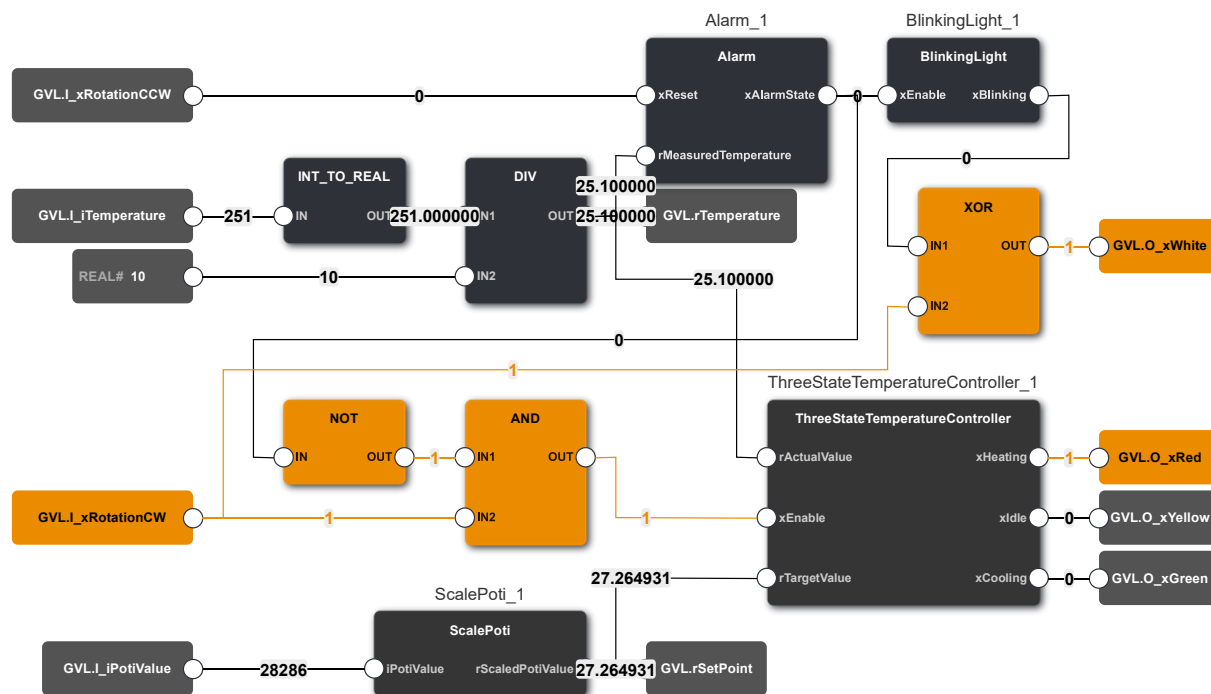 Alarm_1
BlinkingLight_1
Alarm
BlinkingLight
GVL.I_xRotationCCW
0
xReset
xAlarmState
0
xEnable
xBlinking
rMeasuredTemperature
0
INT_TO_REAL
DIV
25.100000
XOR
GVL.I_iTemperature
251
IN
OUT
251.000000
IN1
OUT
25.100000
GVL.rTemperature
IN1
OUT
1
GVL.O_xWhite
REAL# 10
10
IN2
25.100000
IN2
0
1
ThreeStateTemperatureController_1
NOT
AND
ThreeStateTemperatureController
IN
OUT
1
IN1
OUT
rActualValue
xHeating
1
GVL.O_xRed
GVL.I_xRotationCW
1
IN2
1
xEnable
xIdle
0
GVL.O_xYellow
27.264931
rTargetValue
xCooling
0
GVL.O_xGreen
ScalePoti_1
ScalePoti
GVL.I_iPotiValue
28286
iPotiValue
rScaledPotiValue
27.264931
GVL.rSetPoint